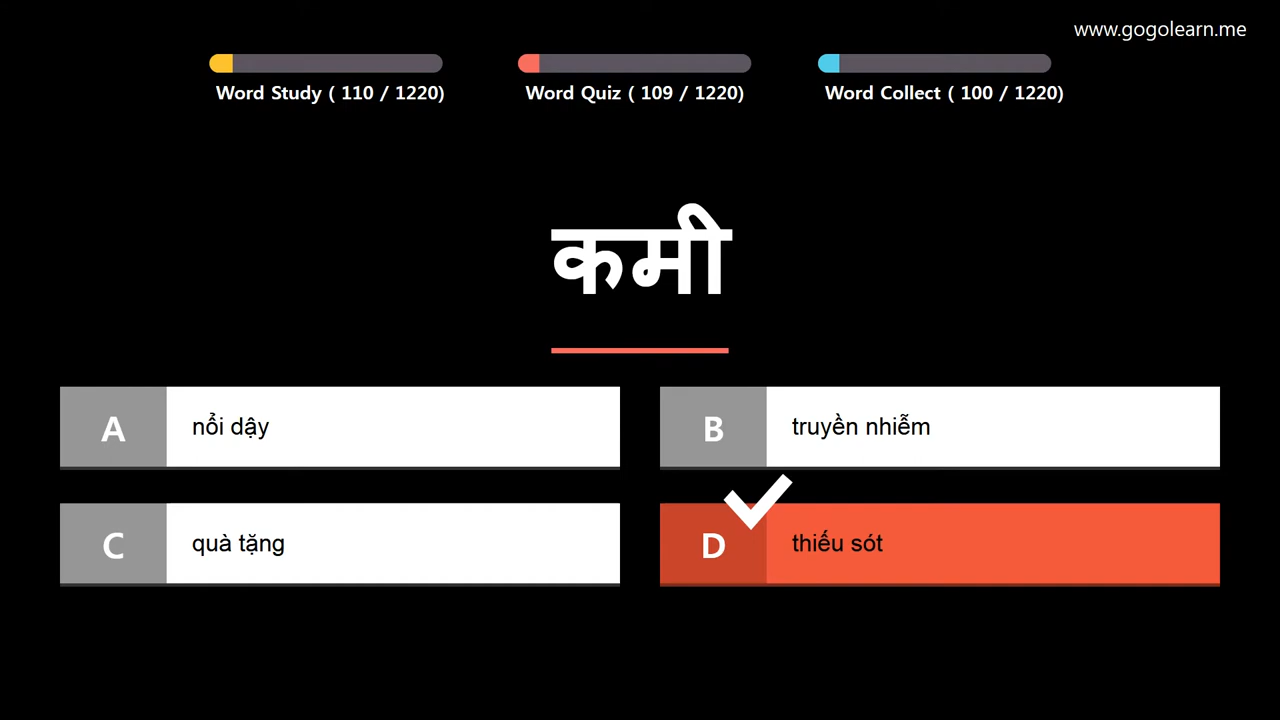 www.gogolearn.me
Word Study ( 110 / 1220)
Word Quiz ( 109 / 1220)
Word Collect ( 100 / 1220)
कमी
A
nổi dậy
B
truyền nhiễm
C
quà tặng
D
thiếu sót